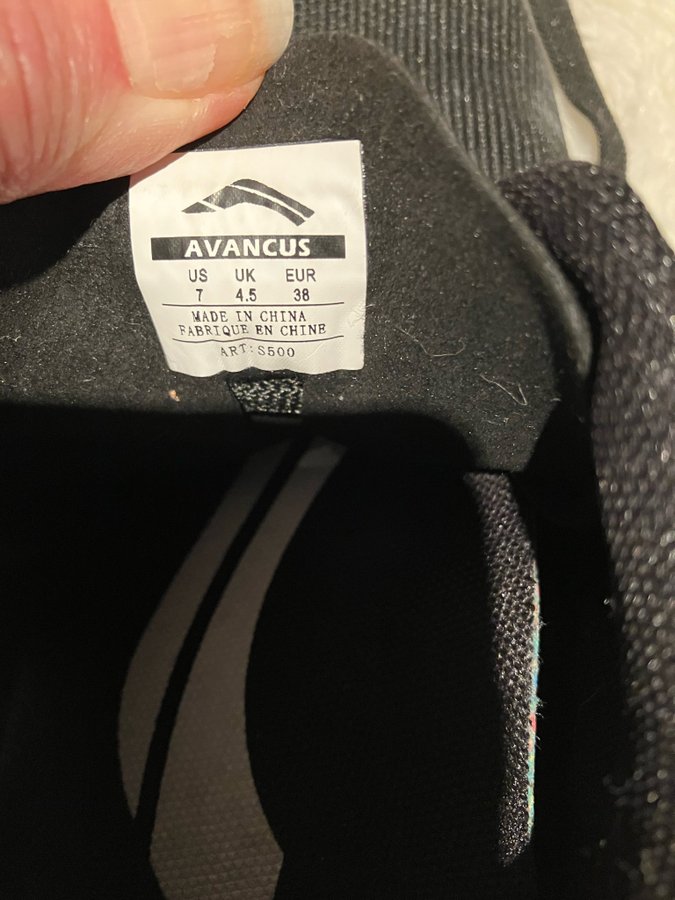 AVANCUS
US UK EUR
7 4.5 38
MADE IN CHINA
FABRIQUE EN CHINE
ART: S500